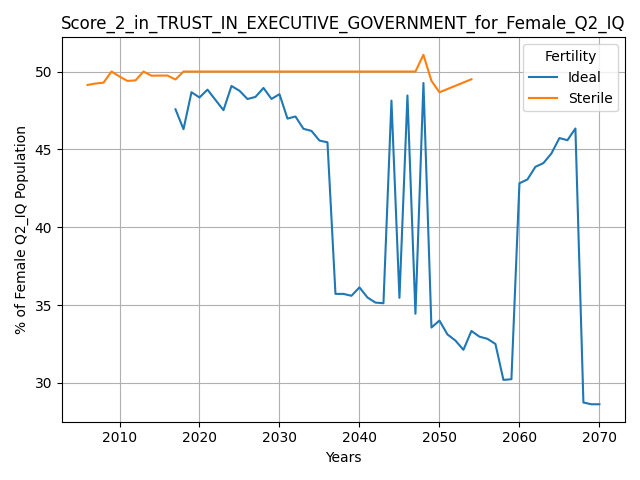 Score_2_in_TRUST_IN_EXECUTIVE_GOVERNMENT_for_Female_Q2_IQ
Fertility
Ideal
Sterile
% of Female Q2_IQ Population
50
45
40
35
30
2010 2020 2030 2040 2050 2060 2070
Years